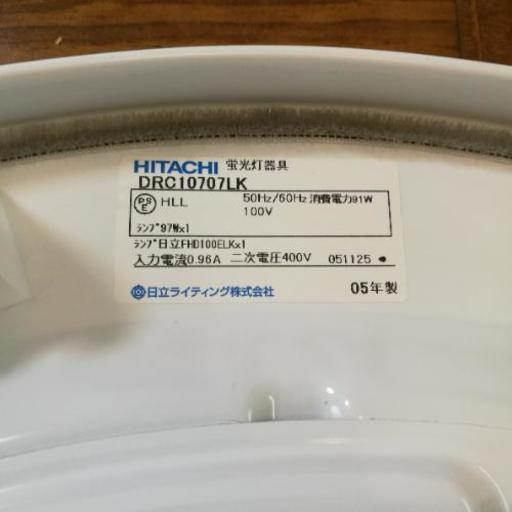 HITACHI 蛍光灯器具
DRC10707LK
PSE HLL 50Hz/60Hz 消費電力91W
100V
ﾗﾝﾌﾟ97W×1
ﾗﾝﾌﾟ日立FHD100ELK×1
入力電流0.96A 二次電圧400V 051125
日立ライティング株式会社 05年製